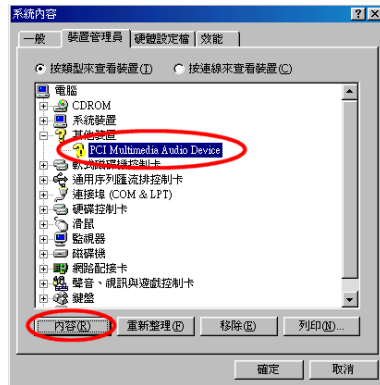 系統內容
一般 裝置管理員 硬體設定檔 效能
按類型來查看裝置(T) 按連線來查看裝置(C)
電腦
CDROM
系統裝置
其他裝置
PCI Multimedia Audio Device
軟式磁碟機控制卡
通用序列匯流排控制卡
連接埠 (COM & LPT)
硬碟控制卡
滑鼠
監視器
磁碟機
網路配接卡
聲音、視訊與遊戲控制卡
鍵盤
內容(R) 重新整理(F) 移除(E) 列印(N)...
確定 取消